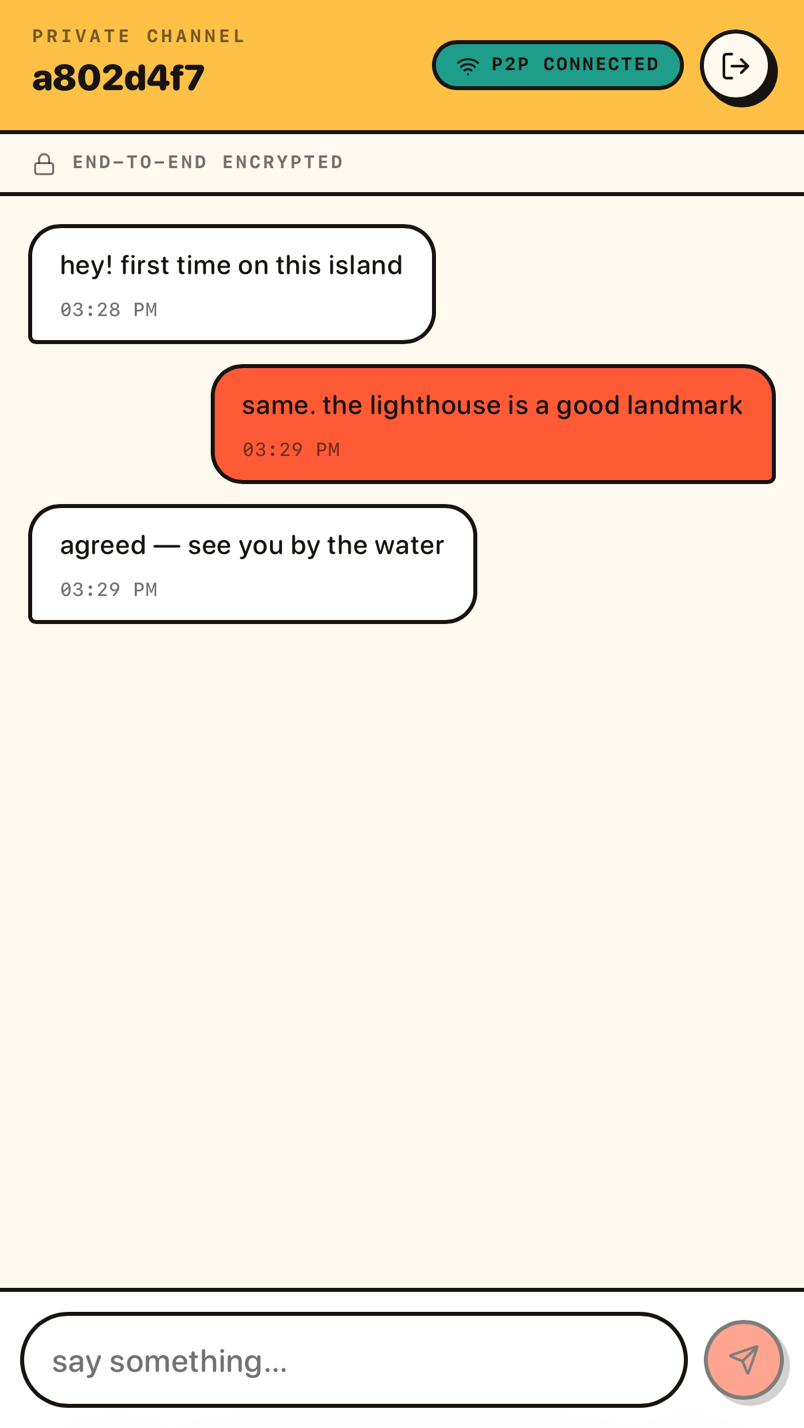 PRIVATE CHANNEL
a802d4f7
P2P CONNECTED
END–TO–END ENCRYPTED
hey! first time on this island
03:28 PM
same. the lighthouse is a good landmark
03:29 PM
agreed — see you by the water
03:29 PM
say something...